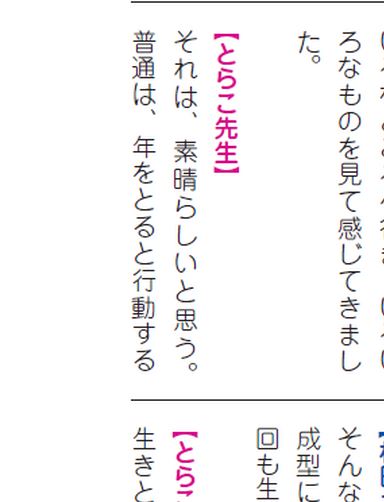 ろなものを見て感じてきまし
た。
【とらこ先生】
それは、素晴らしいと思う。
普通は、年をとると行動する
そんな
成型に
回も生
【とらこ
生きと